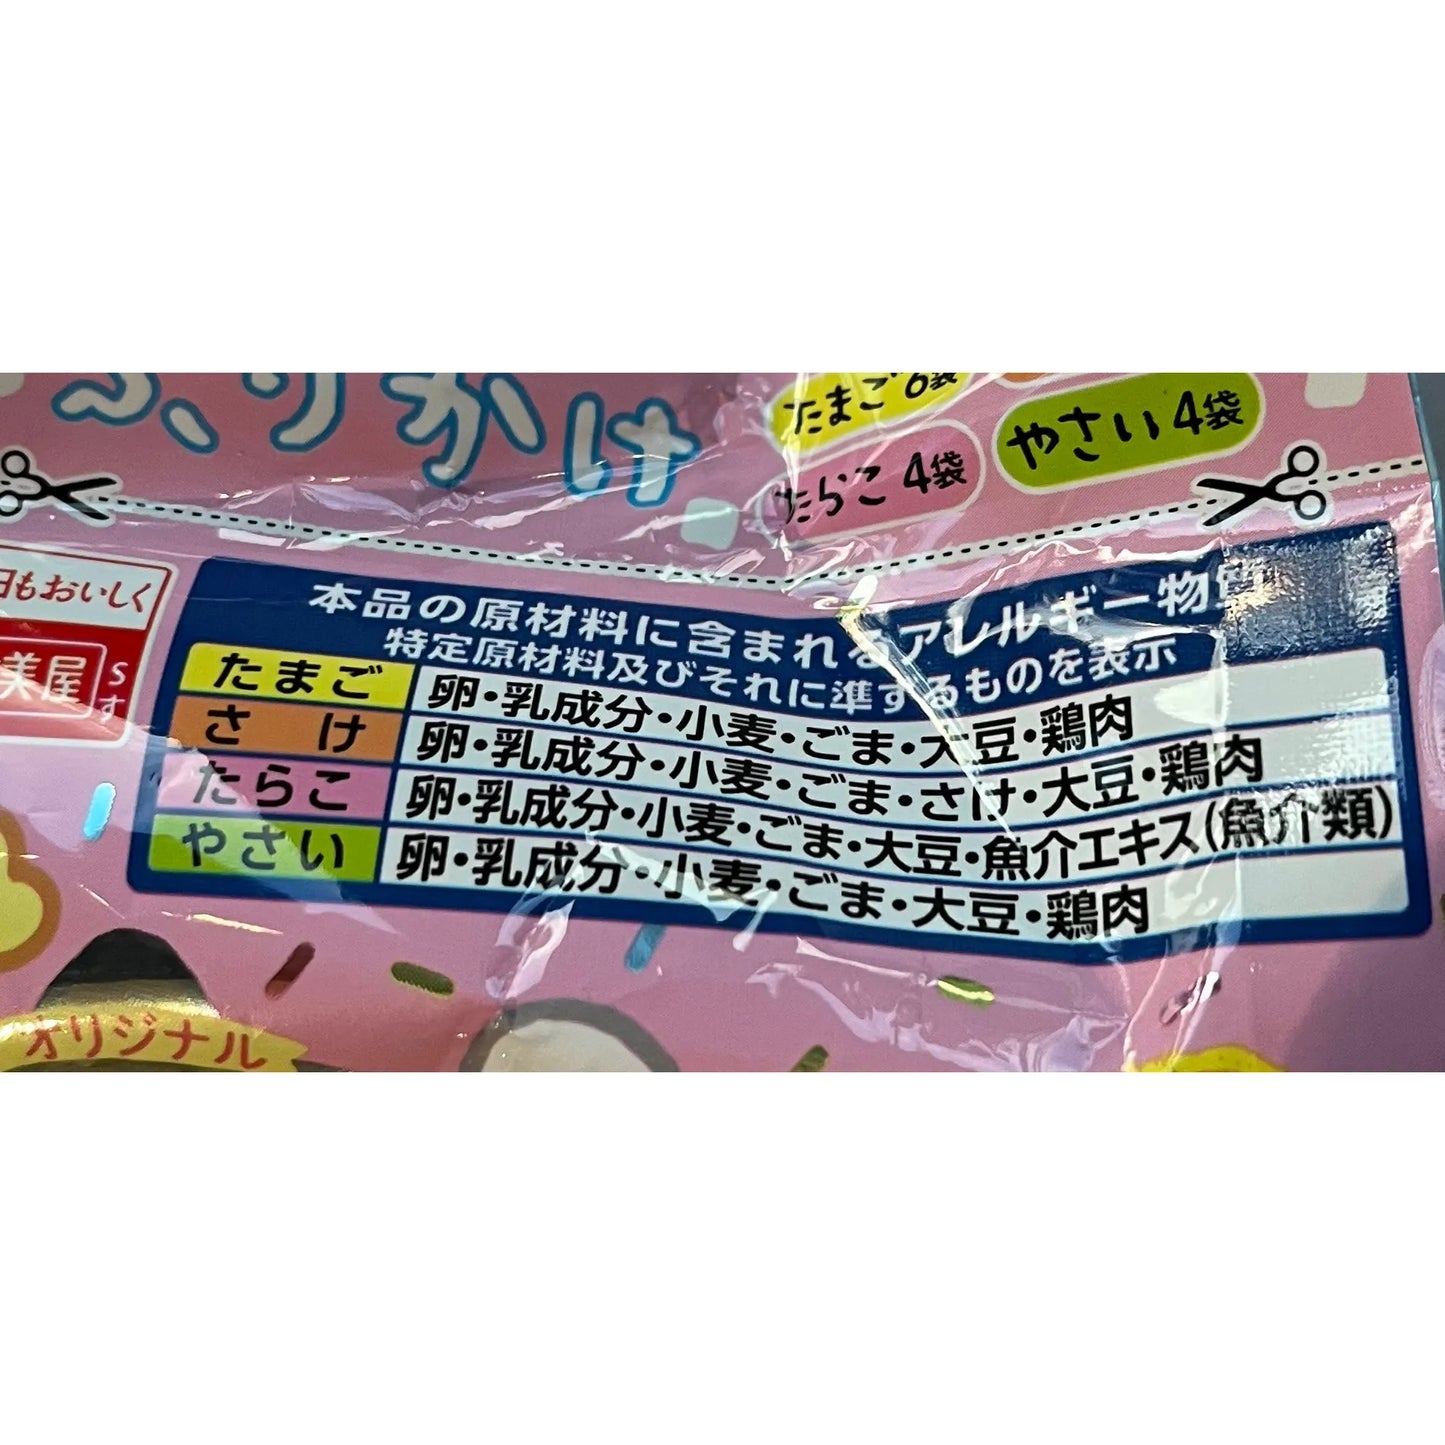 ふりかけ
たまご6袋
たらこ 4袋
やさい 4袋
日もおいしく
美屋
本品の原材料に含まれるアレルギー物質
特定原材料及びそれに準するものを表示
たまご 卵・乳成分・小麦・ごま・大豆・鶏肉
さけ 卵・乳成分・小麦・ごま・さけ・大豆・鶏肉
たらこ 卵・乳成分・小麦・ごま・大豆・魚介エキス(魚介類)
やさい 卵・乳成分・小麦・ごま・大豆・鶏肉
オリジナル